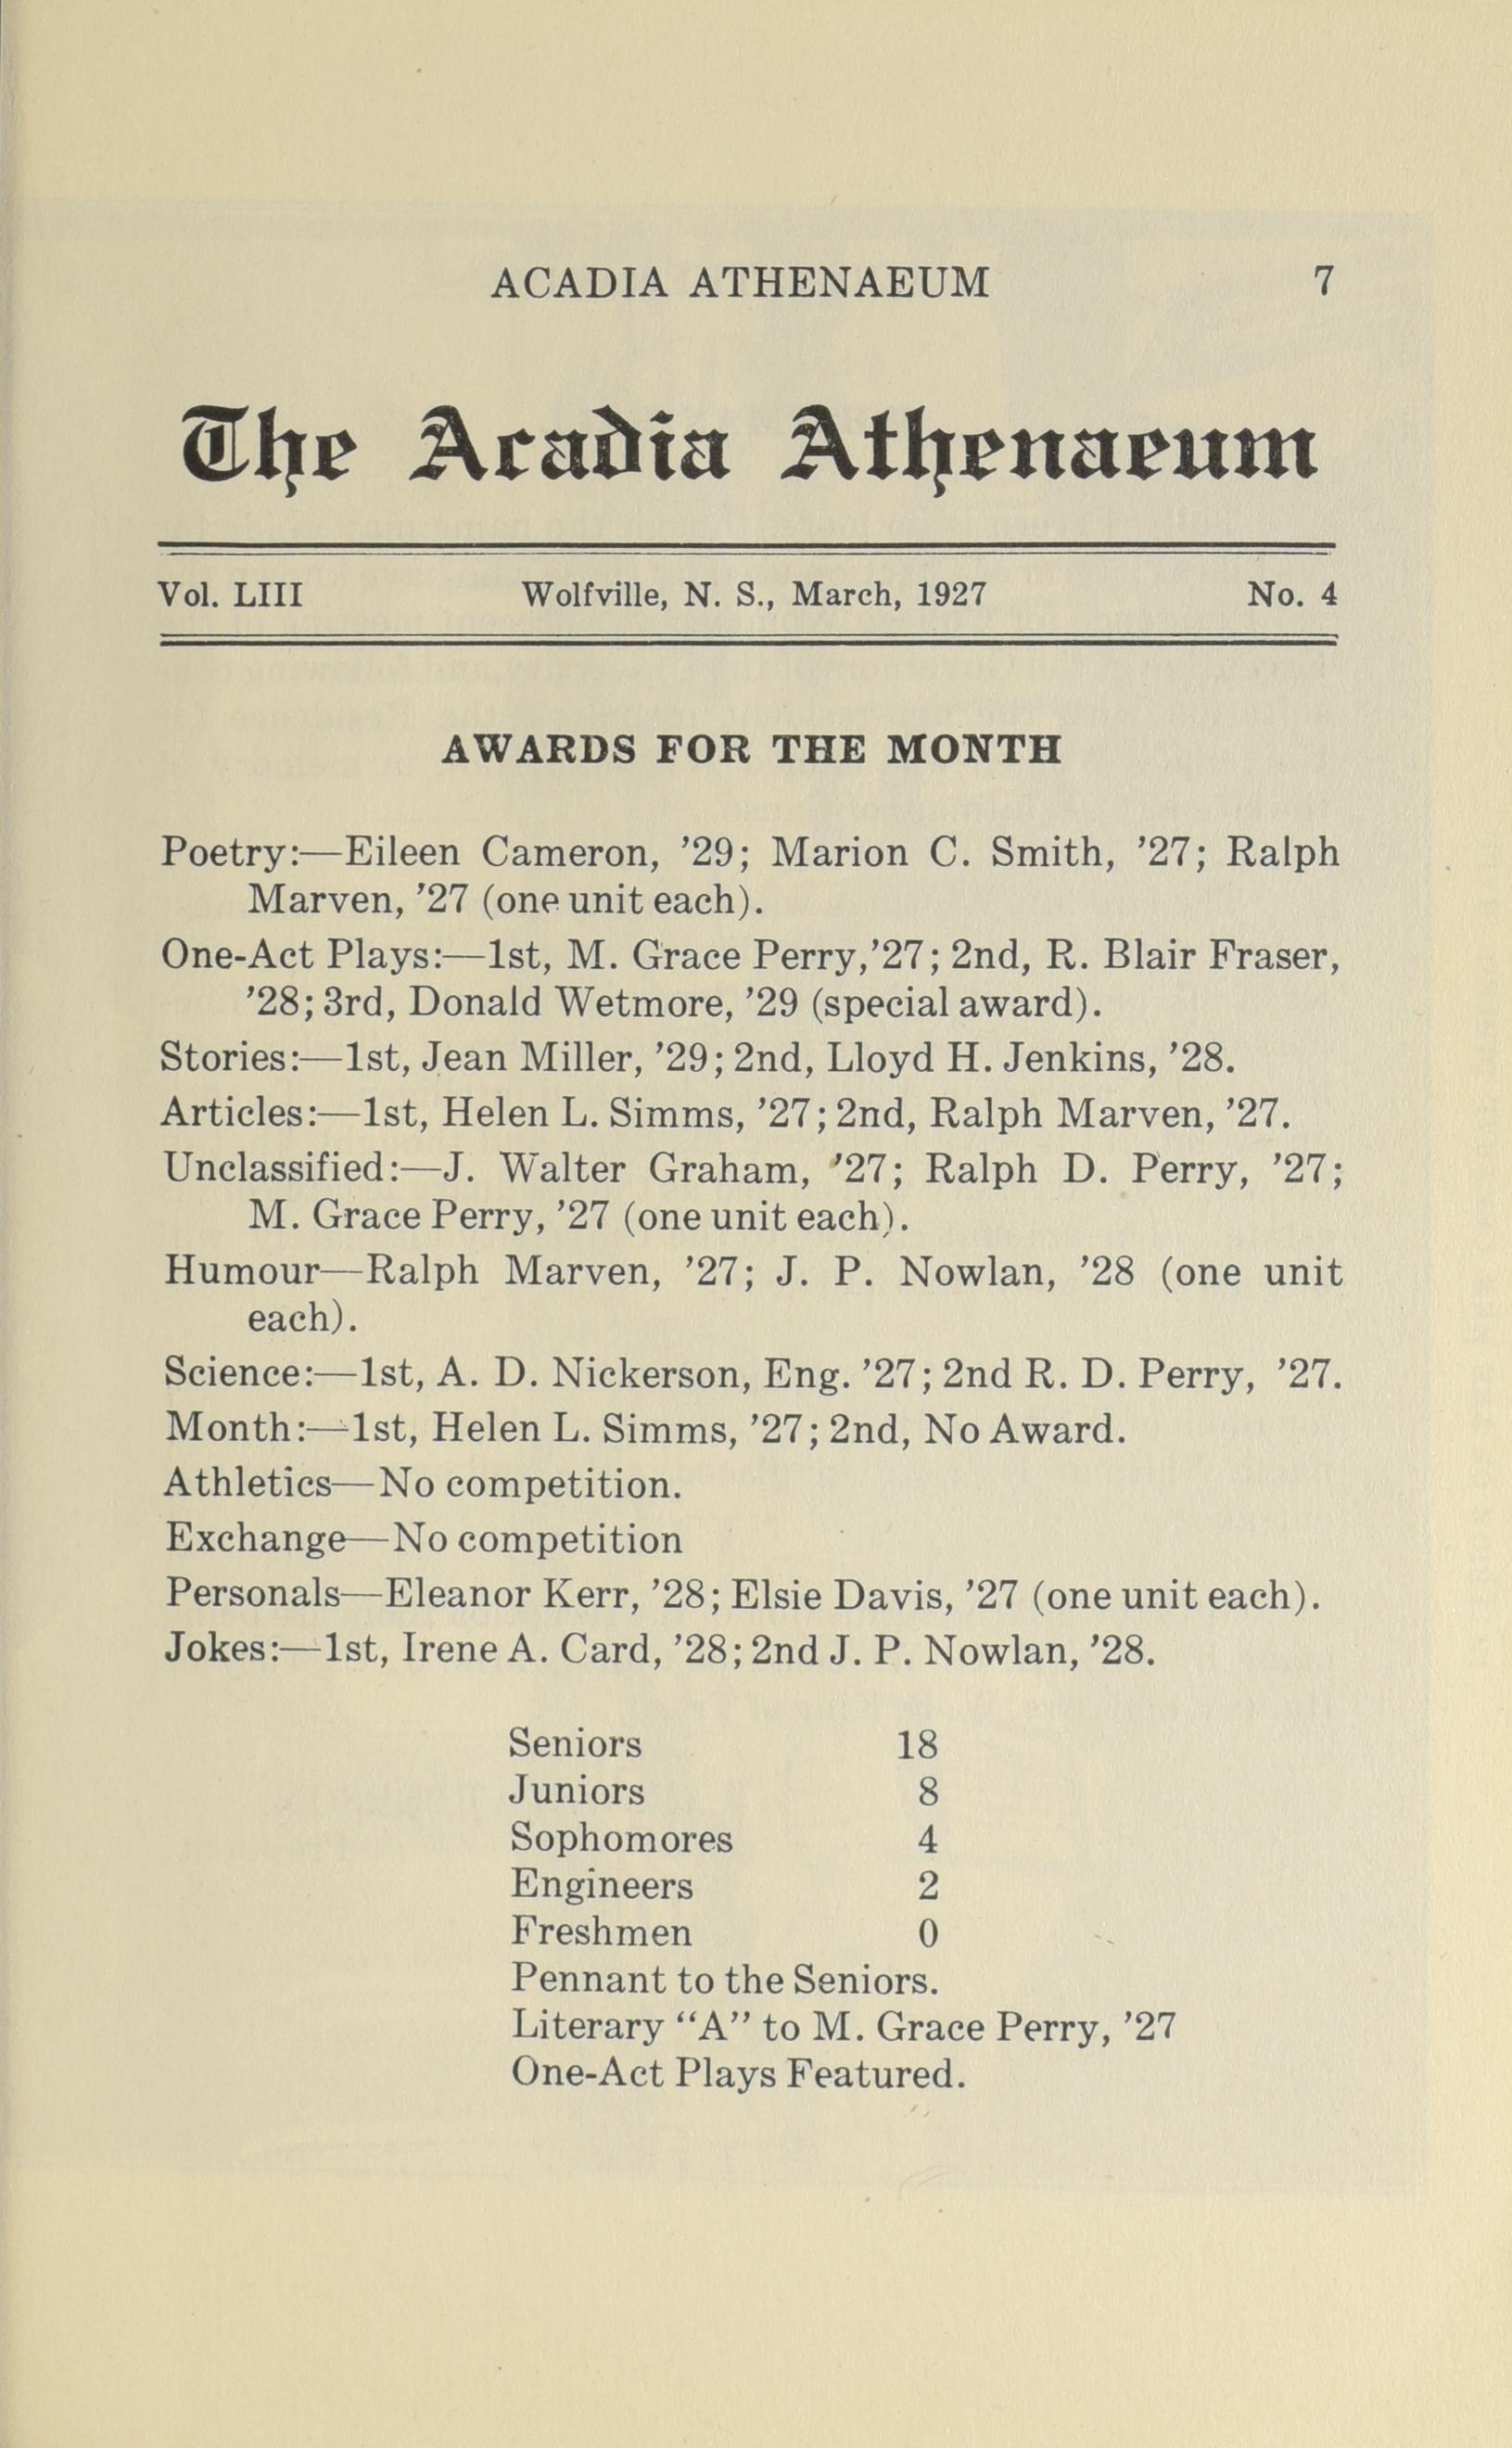 ACADIA ATHENAEUM 7
The Acadia Athenaeum
Vol. LIII Wolfville, N. S., March, 1927 No. 4
AWARDS FOR THE MONTH
Poetry:—Eileen Cameron, ’29; Marion C. Smith, ’27; Ralph
Marven, ’27 (one unit each).
One-Act Plays:—1st, M. Grace Perry,’27; 2nd, R. Blair Fraser,
’28; 3rd, Donald Wetmore, ’29 (special award).
Stories:—1st, Jean Miller, ’29; 2nd, Lloyd H. Jenkins, ’28.
Articles:—1st, Helen L. Simms, ’27; 2nd, Ralph Marven, ’27.
Unclassified:—J. Walter Graham, ’27; Ralph D. Perry, ’27;
M. Grace Perry, ’27 (one unit each).
Humour—Ralph Marven, ’27; J. P. Nowlan, ’28 (one unit
each).
Science:—1st, A. D. Nickerson, Eng. ’27; 2nd R. D. Perry, ’27.
Month:—1st, Helen L. Simms, ’27; 2nd, No Award.
Athletics—No competition.
Exchange—No competition
Personals—Eleanor Kerr, ’28; Elsie Davis, ’27 (one unit each).
Jokes:—1st, Irene A. Card, ’28; 2nd J. P. Nowlan, ’28.
Seniors 18
Juniors 8
Sophomores 4
Engineers 2
Freshmen 0
Pennant to the Seniors.
Literary “A” to M. Grace Perry, ’27
One-Act Plays Featured.